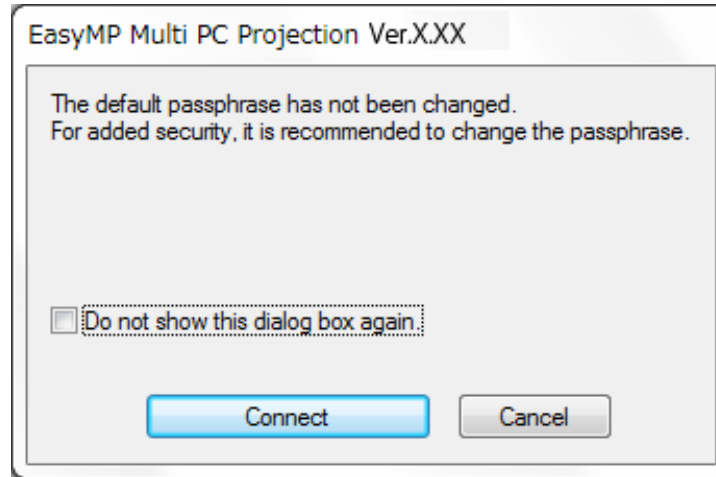 EasyMP Multi PC Projection Ver.X.XX
The default passphrase has not been changed.
For added security, it is recommended to change the passphrase.
Do not show this dialog box again.
Connect
Cancel